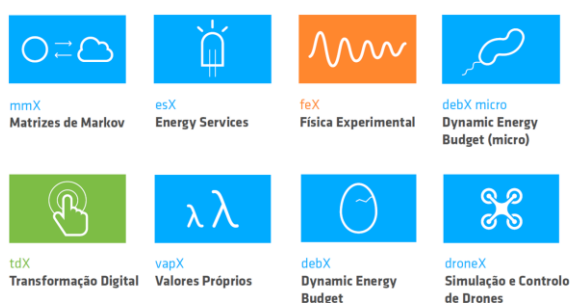 mmX
Matrizes de Markov
esX
Energy Services
feX
Física Experimental
debX micro
Dynamic Energy
Budget (micro)
tdX
Transformação Digital
λλ
vapX
Valores Próprios
debX
Dynamic Energy
Budget
droneX
Simulação e Controlo
de Drones